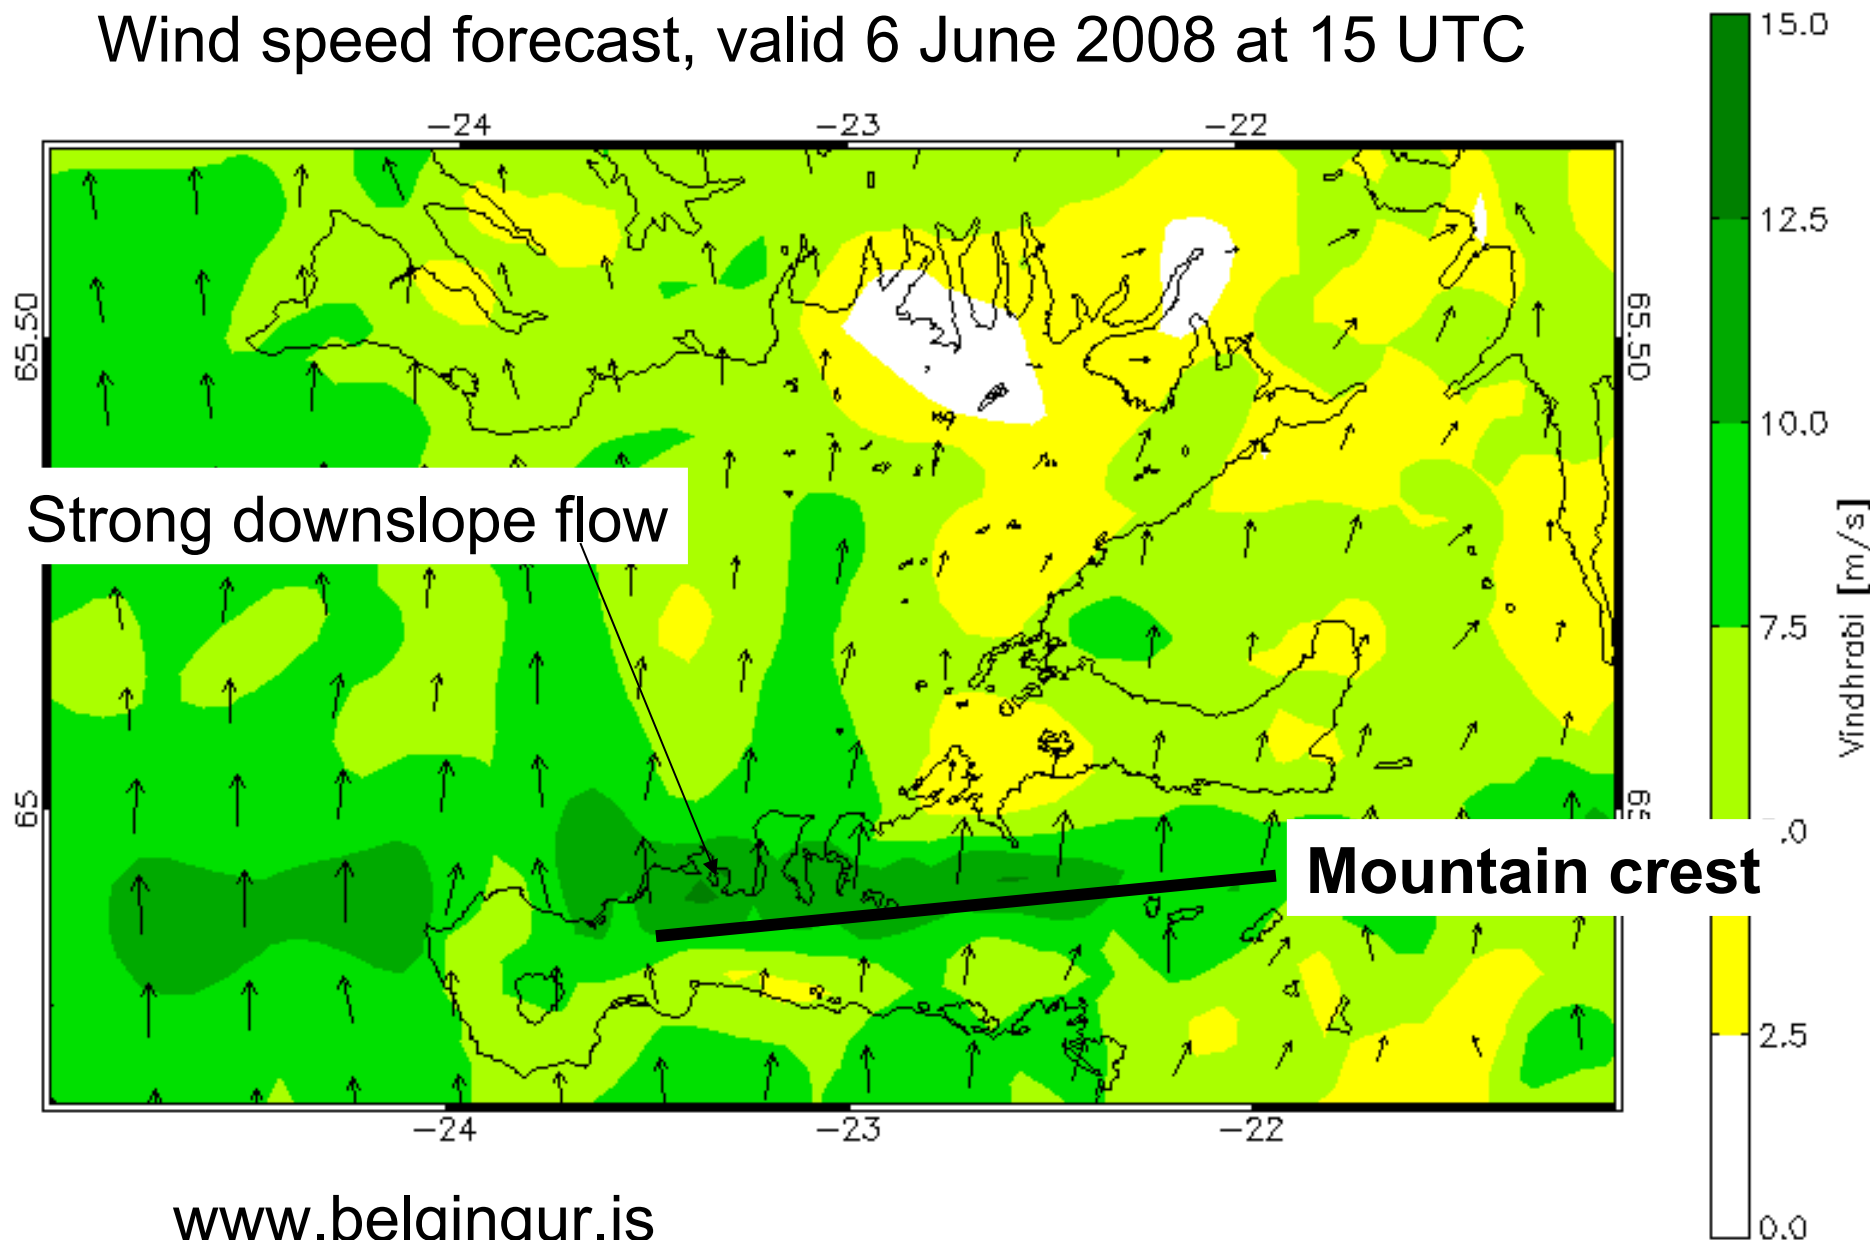 Wind speed forecast, valid 6 June 2008 at 15 UTC
15.0
−24 −23 −22
12.5
65.50 65.50
10.0
Strong downslope flow
Vindhraði [m/s]
7.5
65 65
.0
Mountain crest
2.5
−24 −23 −22
www.belgingur.is
0.0